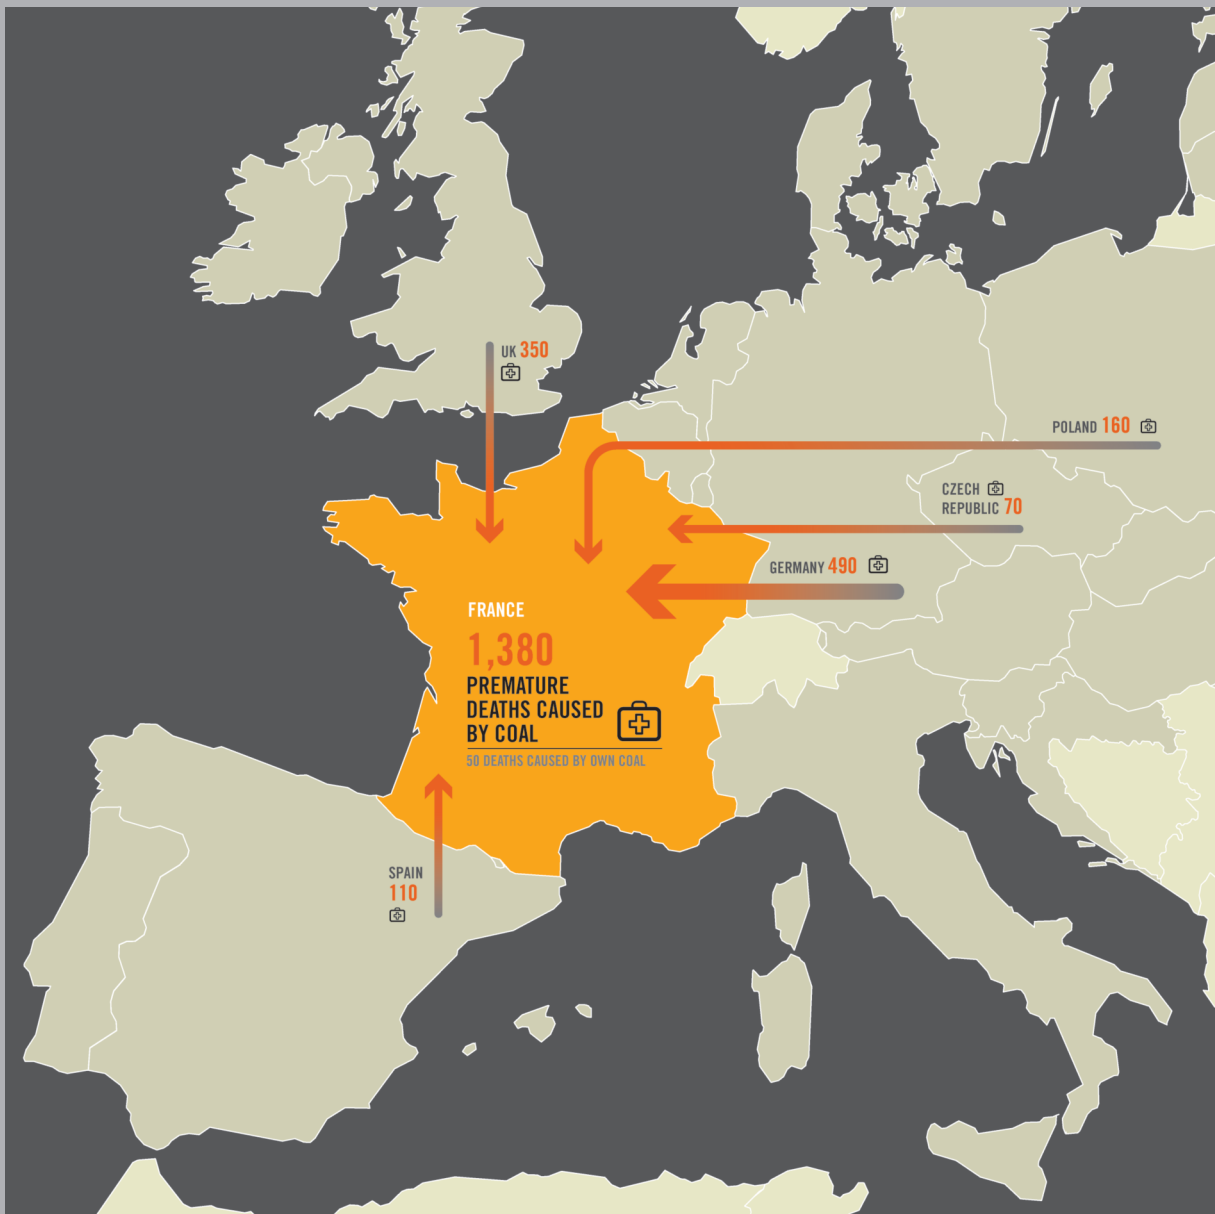 UK 350
POLAND 160
CZECH
REPUBLIC 70
GERMANY 490
FRANCE
1,380
PREMATURE
DEATHS CAUSED
BY COAL
50 DEATHS CAUSED BY OWN COAL
SPAIN
110